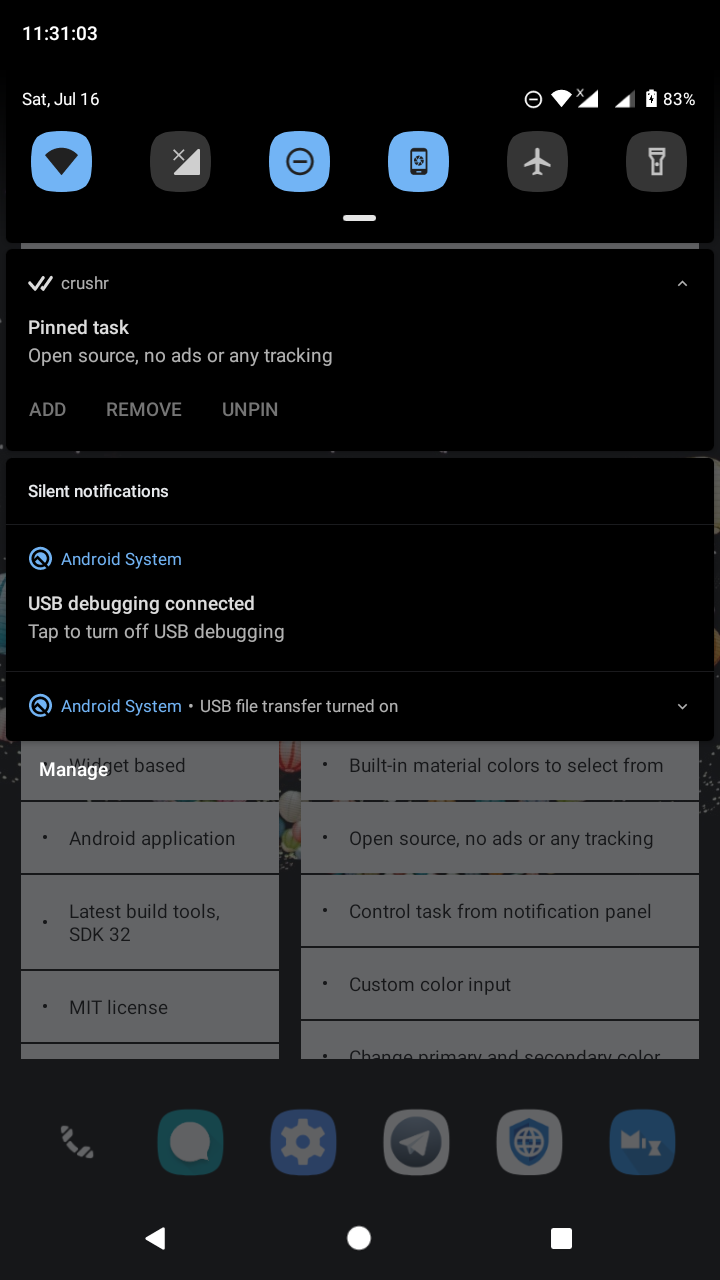 11:31:03
Sat, Jul 16
83%
crushr
Pinned task
Open source, no ads or any tracking
ADD REMOVE UNPIN
Silent notifications
Android System
USB debugging connected
Tap to turn off USB debugging
Android System • USB file transfer turned on
Manage
• Widget based
• Android application
• Latest build tools,
SDK 32
• MIT license
• Built-in material colors to select from
• Open source, no ads or any tracking
• Control task from notification panel
• Custom color input
• Change primary and secondary color